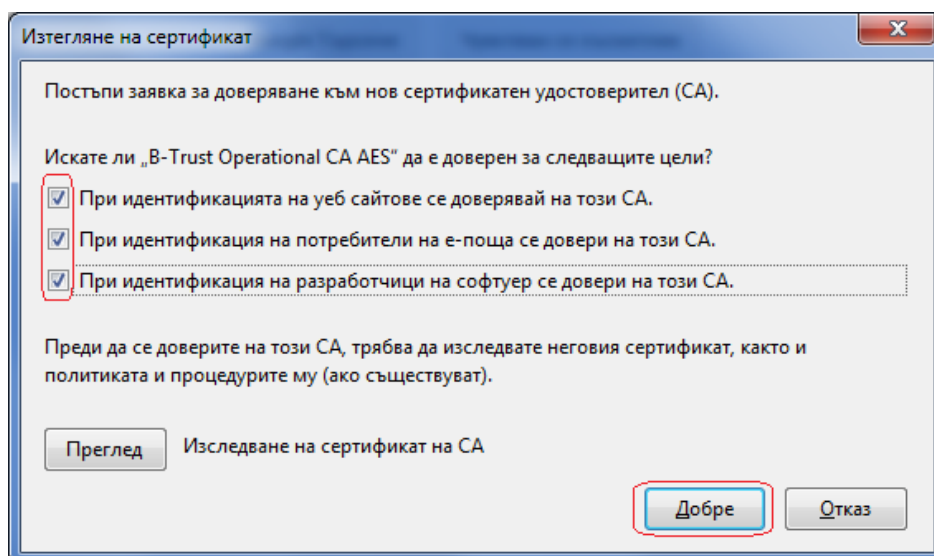 Изтегляне на сертификат
Постъпи заявка за доверяване към нов сертификатен удостоверител (CA).
Искате ли „B-Trust Operational CA AES“ да е доверен за следващите цели?
При идентификацията на уеб сайтове се доверявай на този CA.
При идентификация на потребители на е-поща се довери на този CA.
При идентификация на разработчици на софтуер се довери на този CA.
Преди да се доверите на този CA, трябва да изследвате неговия сертификат, както и
политиката и процедурите му (ако съществуват).
Преглед Изследване на сертификат на CA
Добре Отказ